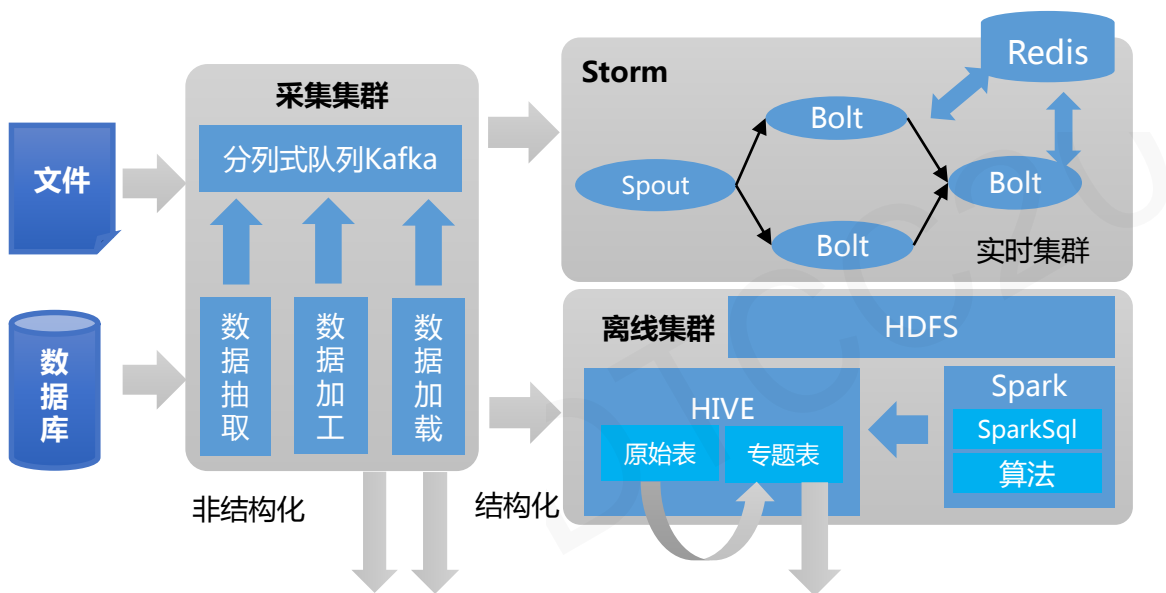 文件
数据库
采集集群
分列式队列Kafka
数据抽取
数据加工
数据加载
非结构化
结构化
Storm
Redis
Spout
Bolt
Bolt
Bolt
实时集群
离线集群
HDFS
HIVE
原始表
专题表
Spark
SparkSql
算法